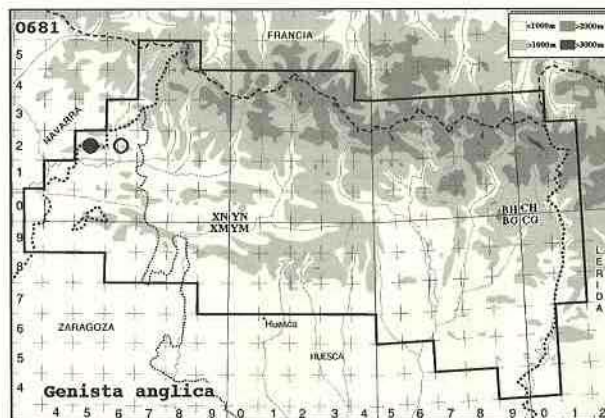 0681
FRANCIA
<1000m >2000m
>1000m >3000m
NAVARRA
5
4
3
2
1
0
9
8
7
6
5
4
XN YN
XM YM
BH CH
BG CG
LERIDA
ZARAGOZA
Huesca
HUESCA
Genista anglica
4 5 6 7 8 9 0 1 2 3 4 5 6 7 8 9 0 1 2